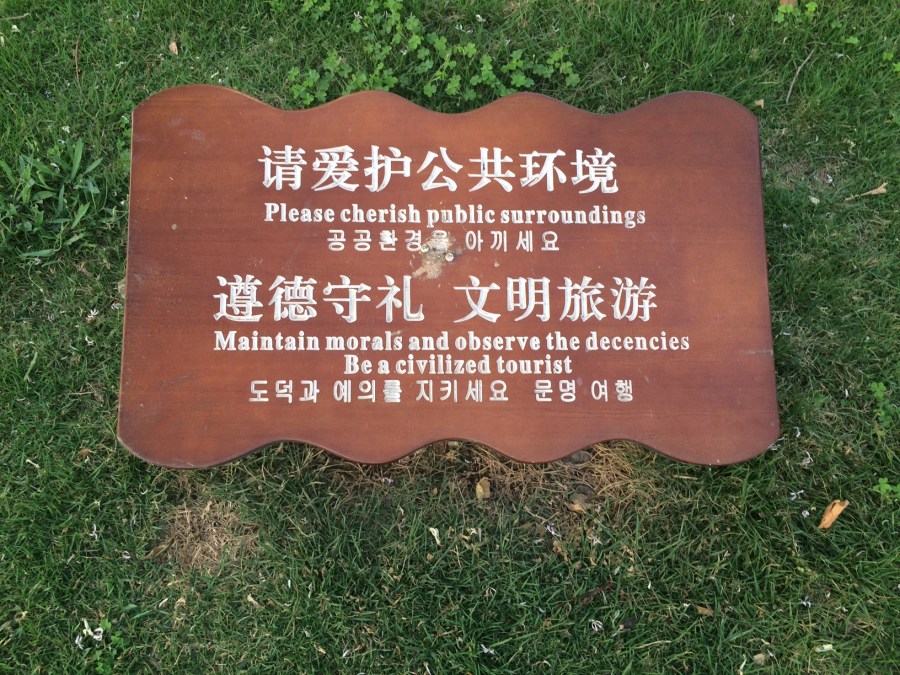 请爱护公共环境
Please cherish public surroundings
공공환경을 아끼세요
遵德守礼 文明旅游
Maintain morals and observe the decencies
Be a civilized tourist
도덕과 예의를 지키세요 문명 여행